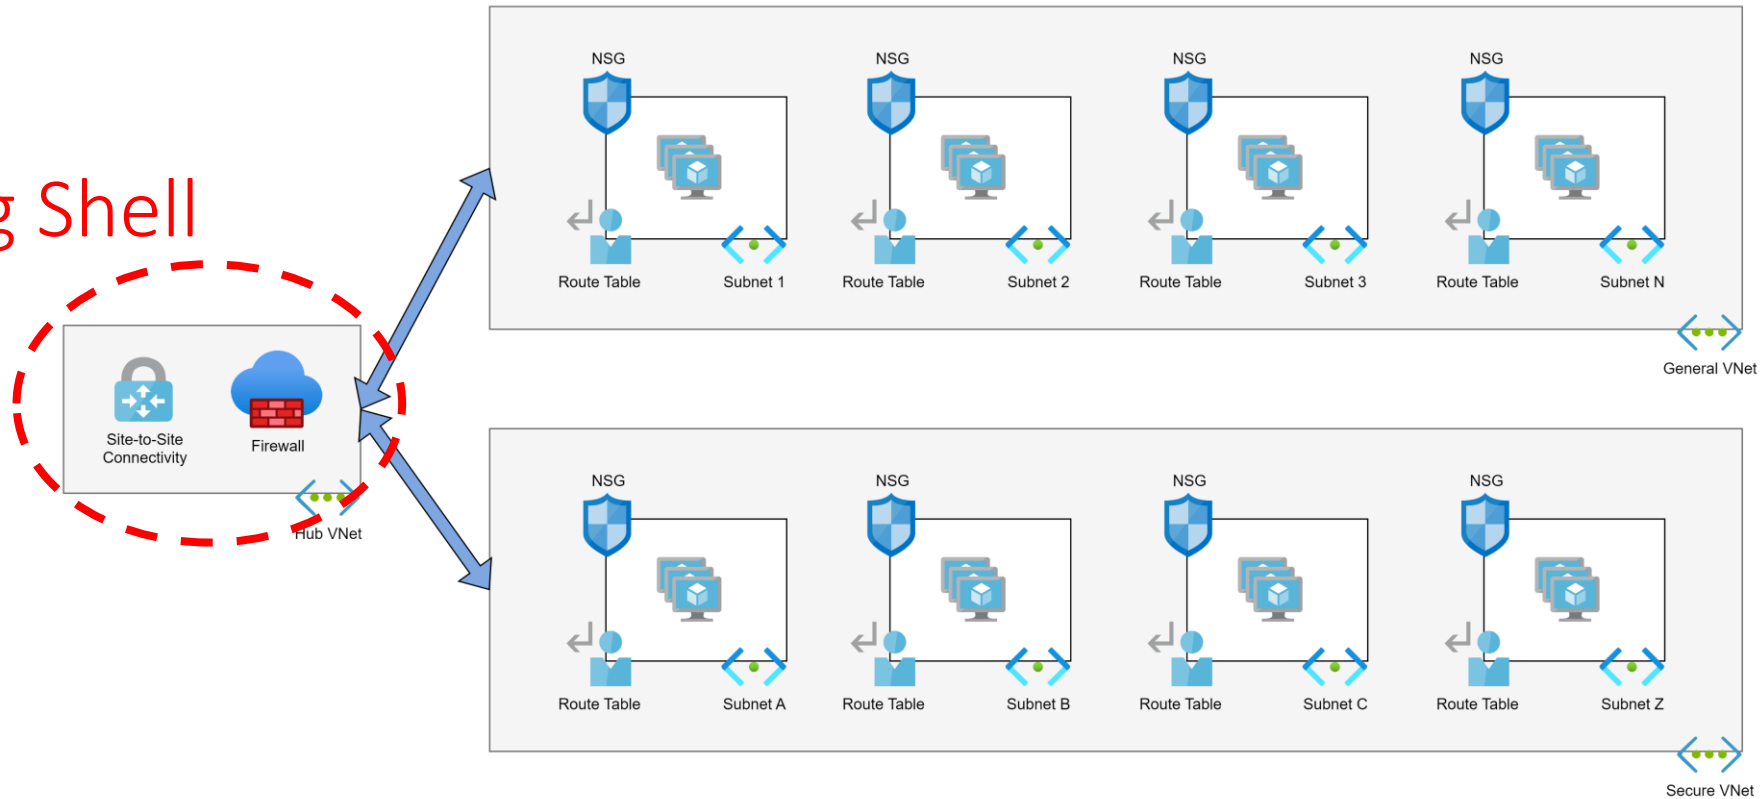 g Shell
Site-to-Site
Connectivity
Firewall
Hub VNet
NSG
NSG
NSG
NSG
Route Table
Subnet 1
Route Table
Subnet 2
Route Table
Subnet 3
Route Table
Subnet N
General VNet
NSG
NSG
NSG
NSG
Route Table
Subnet A
Route Table
Subnet B
Route Table
Subnet C
Route Table
Subnet Z
Secure VNet